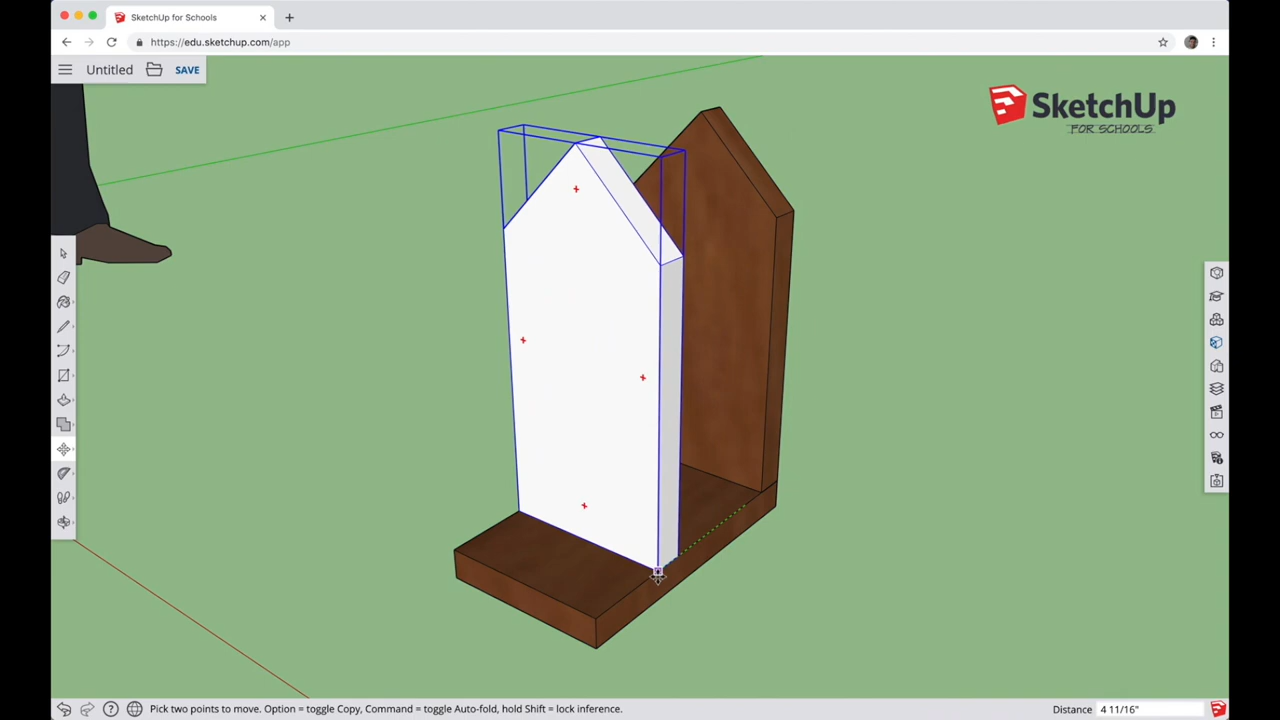 SketchUp for Schools
https://edu.sketchup.com/app
Untitled
SAVE
SketchUp
FOR SCHOOLS
Pick two points to move. Option = toggle Copy, Command = toggle Auto-fold, hold Shift = lock inference.
Distance 4 11/16"